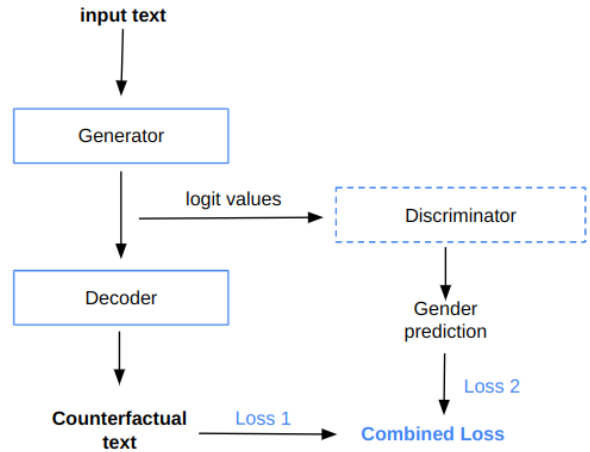 input text
Generator
logit values
Discriminator
Decoder
Gender
prediction
Loss 2
Counterfactual
text
Loss 1
Combined Loss